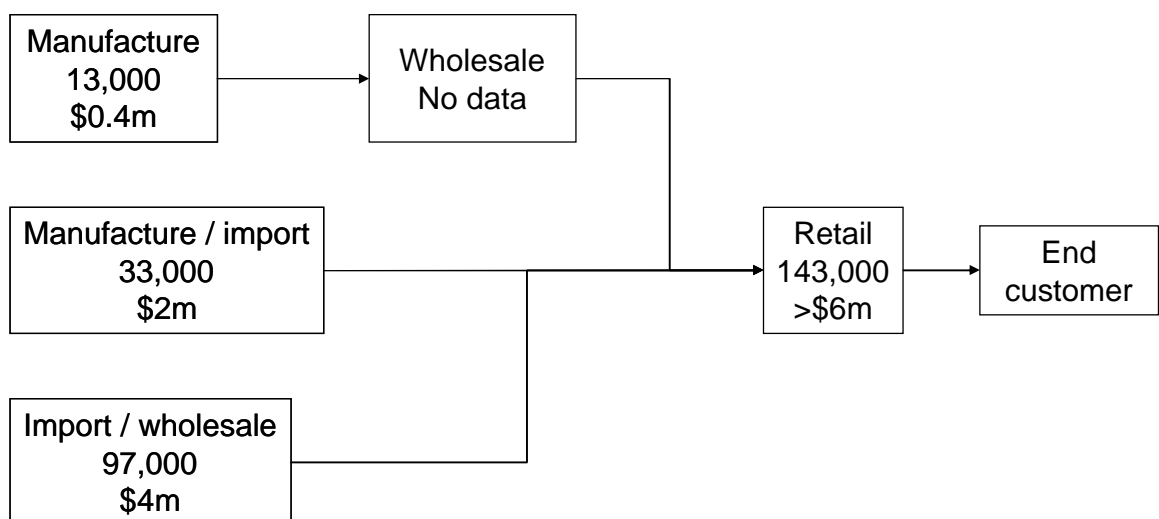 Manufacture
13,000
$0.4m
Wholesale
No data
Manufacture / import
33,000
$2m
Retail
143,000
>$6m
End
customer
Import / wholesale
97,000
$4m